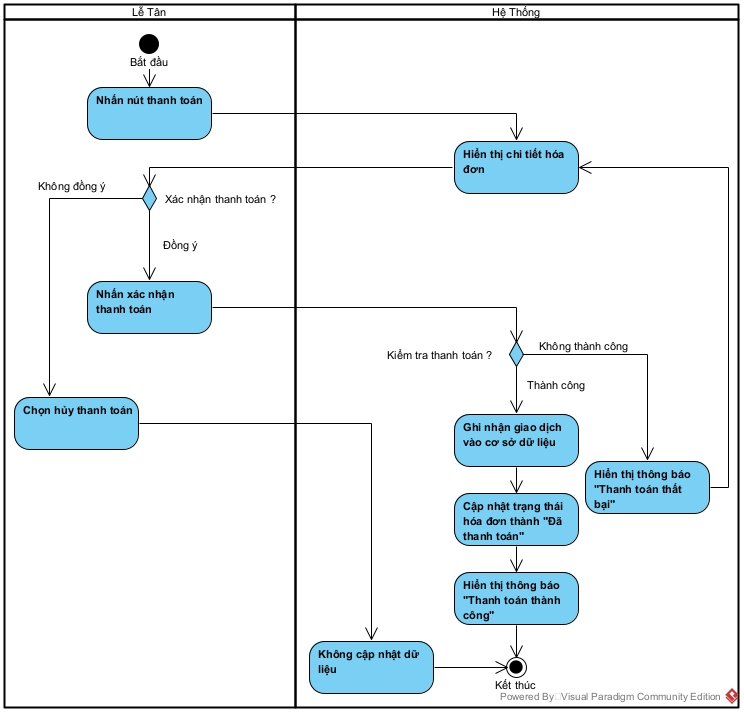 Lễ Tân
Hệ Thống
Bắt đầu
Nhấn nút thanh toán
Hiển thị chi tiết hóa
đơn
Không đồng ý
Xác nhận thanh toán ?
Đồng ý
Nhấn xác nhận
thanh toán
Kiểm tra thanh toán ?
Không thành công
Thành công
Chọn hủy thanh toán
Ghi nhận giao dịch
vào cơ sở dữ liệu
Hiển thị thông báo
"Thanh toán thất
bại"
Cập nhật trạng thái
hóa đơn thành "Đã
thanh toán"
Hiển thị thông báo
"Thanh toán thành
công"
Không cập nhật dữ
liệu
Kết thúc
Powered By Visual Paradigm Community Edition